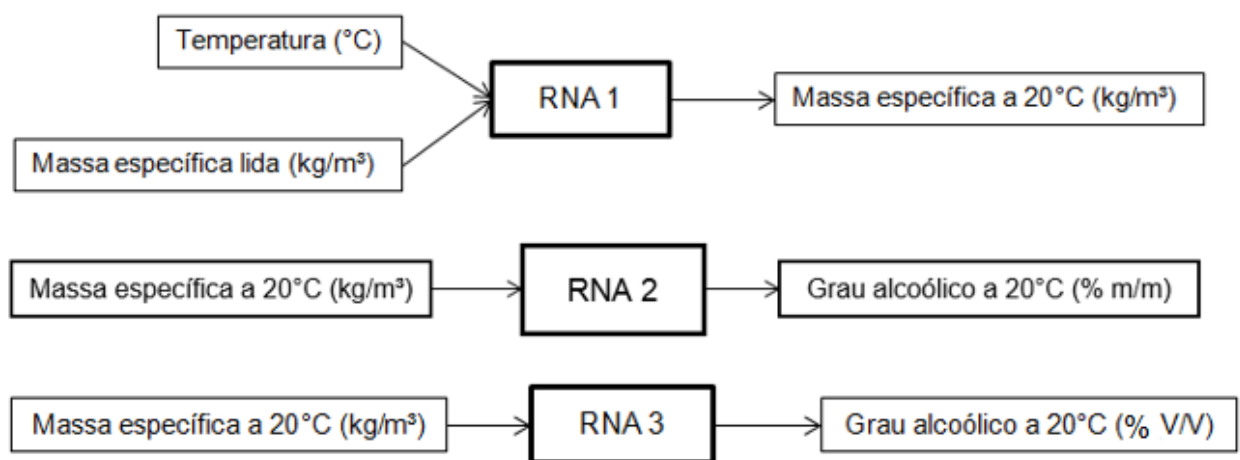 Temperatura (°C)
RNA 1
Massa específica a 20°C (kg/m³)
Massa específica lida (kg/m³)
Massa específica a 20°C (kg/m³)
RNA 2
Grau alcoólico a 20°C (% m/m)
Massa específica a 20°C (kg/m³)
RNA 3
Grau alcoólico a 20°C (% V/V)